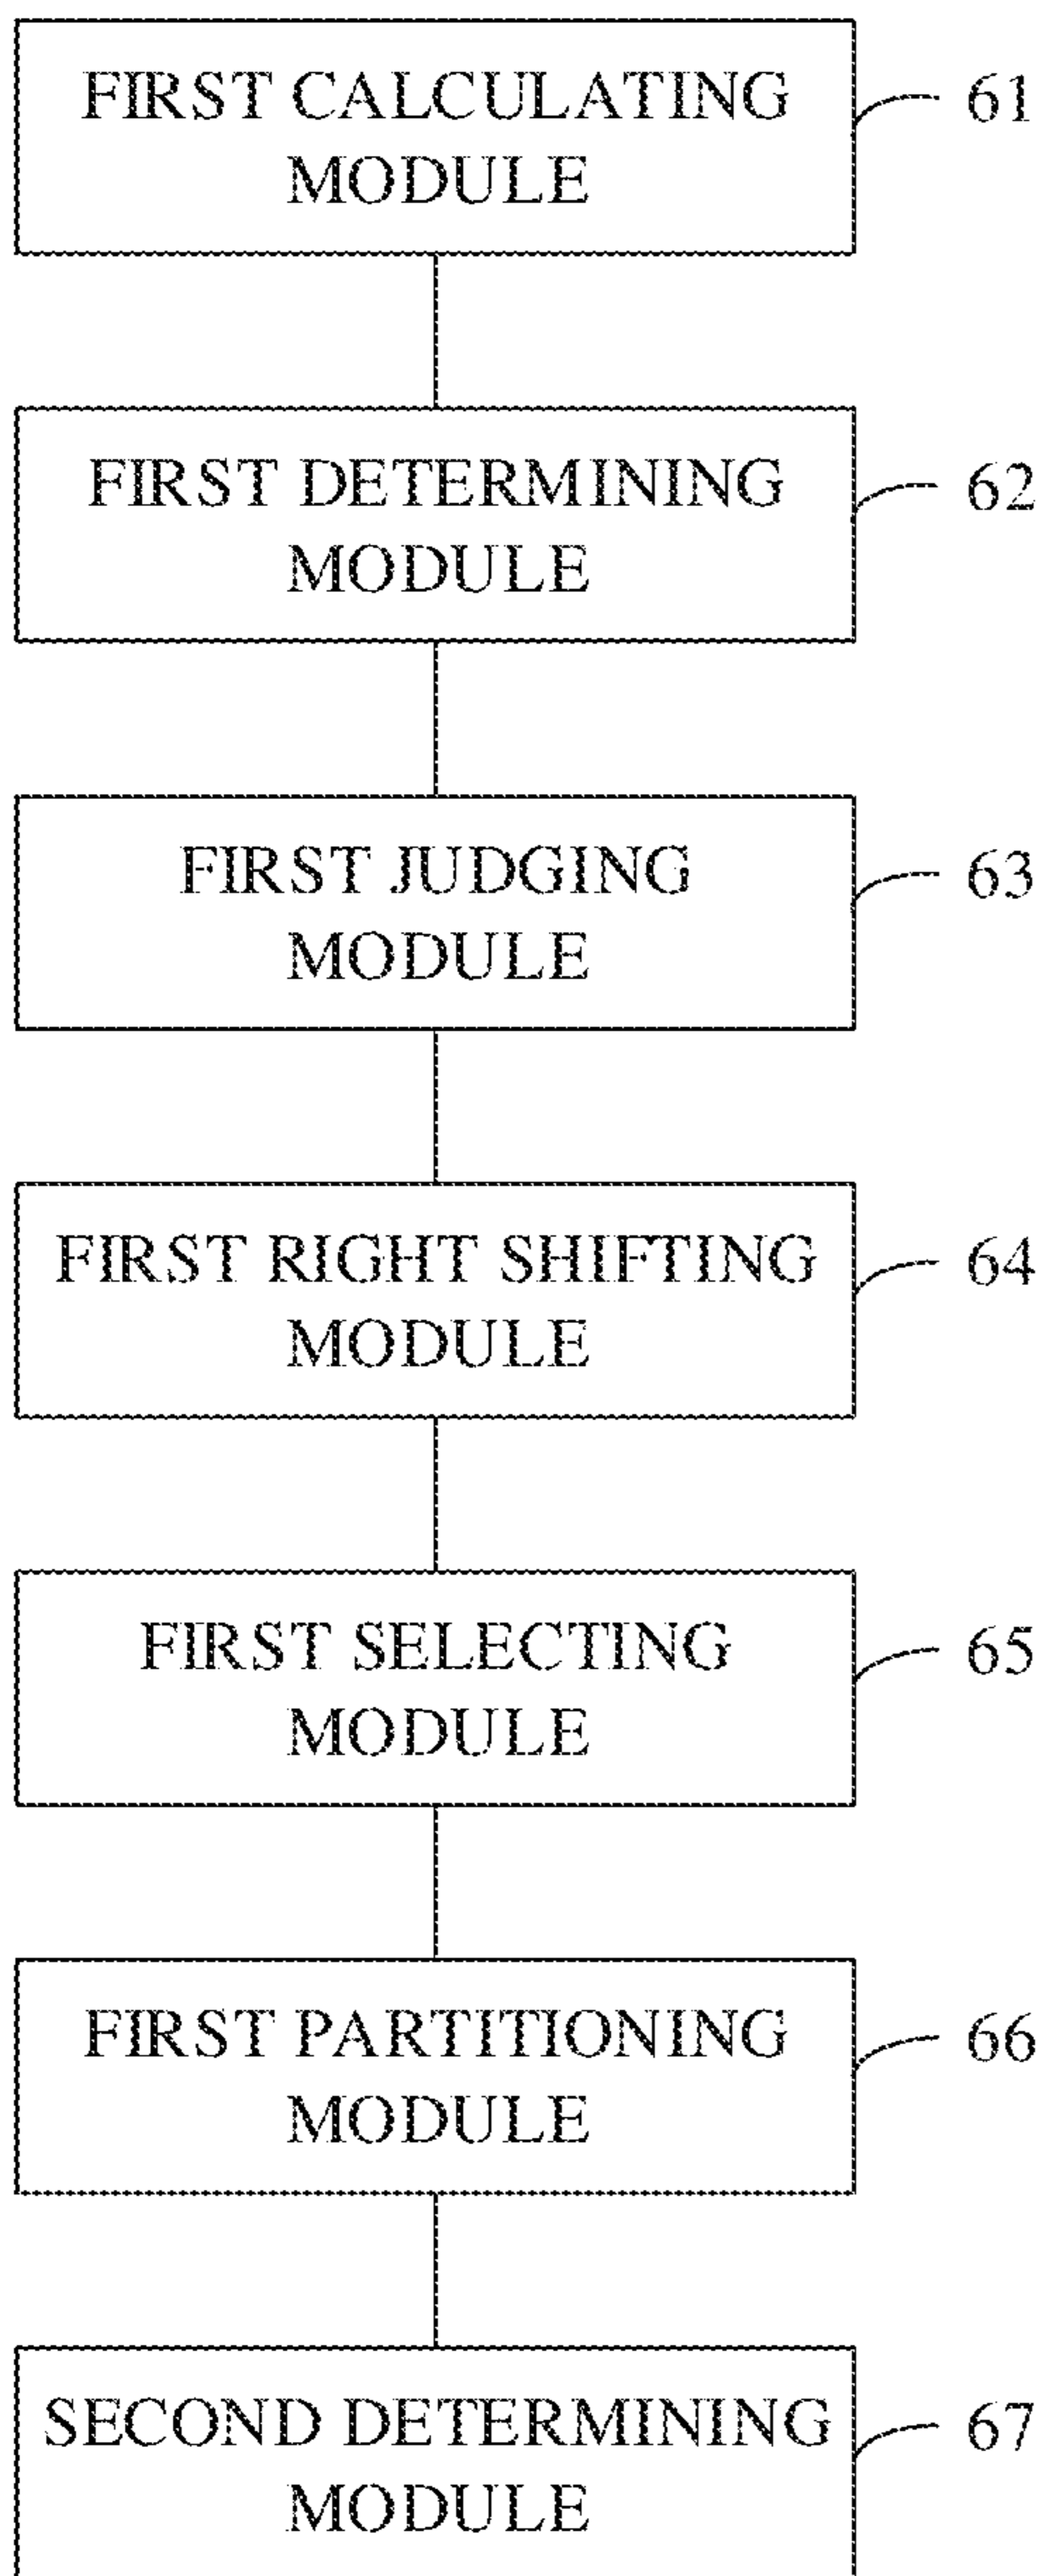 FIRST CALCULATING
MODULE
61
FIRST DETERMINING
MODULE
62
FIRST JUDGING
MODULE
63
FIRST RIGHT SHIFTING
MODULE
64
FIRST SELECTING
MODULE
65
FIRST PARTITIONING
MODULE
66
SECOND DETERMINING
MODULE
67